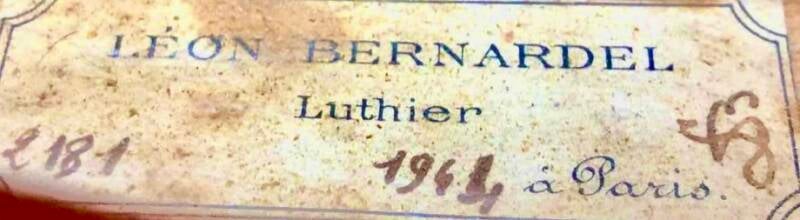 LÉON BERNARDEL
Luthier
2181 à Paris.